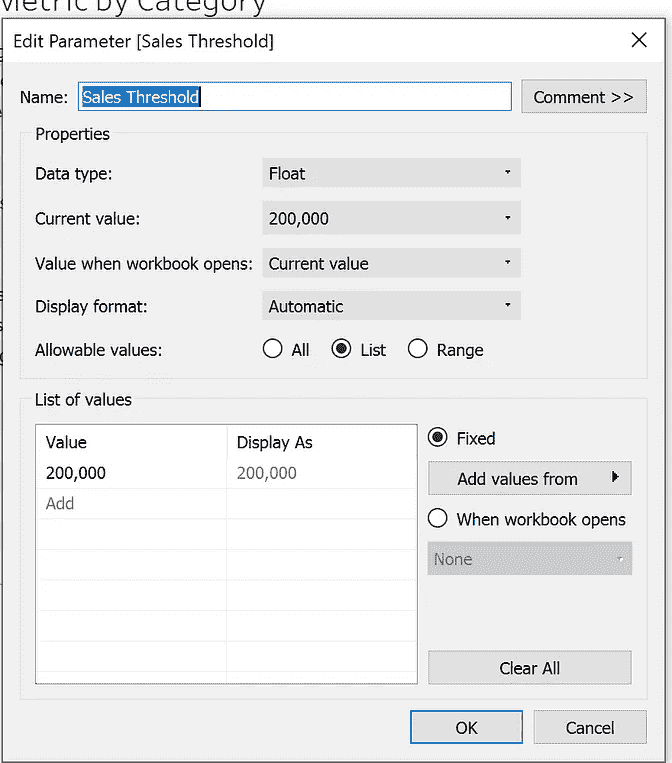 Metric by Category
Edit Parameter [Sales Threshold]
Name: Sales Threshold Comment >>
Properties
Data type: Float
Current value: 200,000
Value when workbook opens: Current value
Display format: Automatic
Allowable values: All List Range
List of values
Value Display As
200,000 200,000
Add
Fixed
Add values from
When workbook opens
None
Clear All
OK Cancel